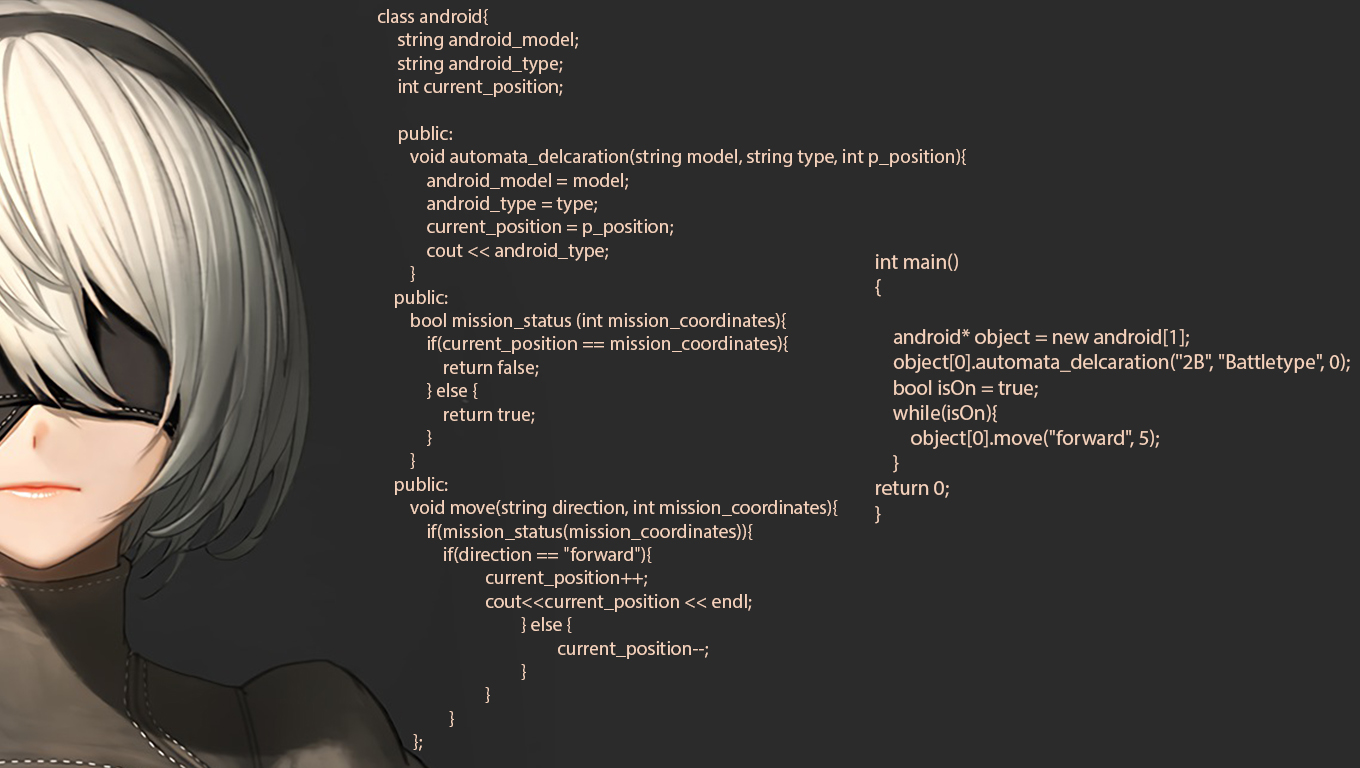 class android{
string android_model;
string android_type;
int current_position;
public:
void automata_delcaration(string model, string type, int p_position){
android_model = model;
android_type = type;
current_position = p_position;
cout << android_type;
}
public:
bool mission_status (int mission_coordinates){
if(current_position == mission_coordinates){
return false;
} else {
return true;
}
}
public:
void move(string direction, int mission_coordinates){
if(mission_status(mission_coordinates)){
if(direction == "forward"){
current_position++;
cout<<current_position << endl;
} else {
current_position--;
}
}
}
};
int main()
{
android* object = new android[1];
object[0].automata_delcaration("2B", "Battletype", 0);
bool isOn = true;
while(isOn){
object[0].move("forward", 5);
}
return 0;
}